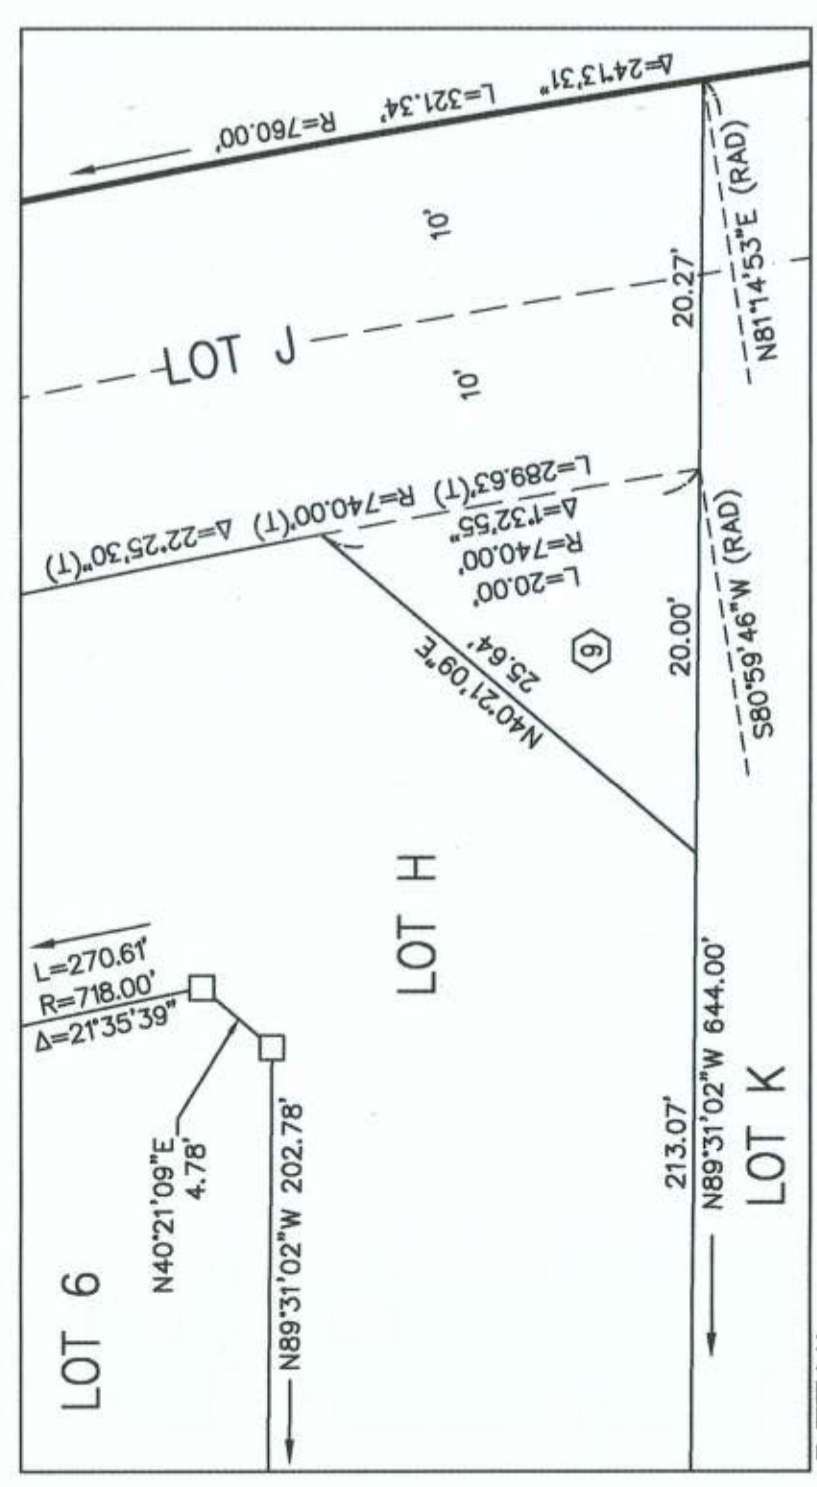 Δ=24°13'31"
L=321.34'
R=760.00'
10'
LOT J
10'
20.27'
N81°14'53"E (RAD)
L=289.63'(T)
R=740.00'(T)
Δ=22°25'30"(T)
Δ=1°32'55"
R=740.00'
L=20.00'
N40°21'09"E
25.64'
9
20.00'
S80°59'46"W (RAD)
LOT H
L=270.61'
R=718.00'
Δ=21°35'39"
N40°21'09"E
4.78'
N89°31'02"W 202.78'
LOT 6
213.07'
N89°31'02"W 644.00'
LOT K